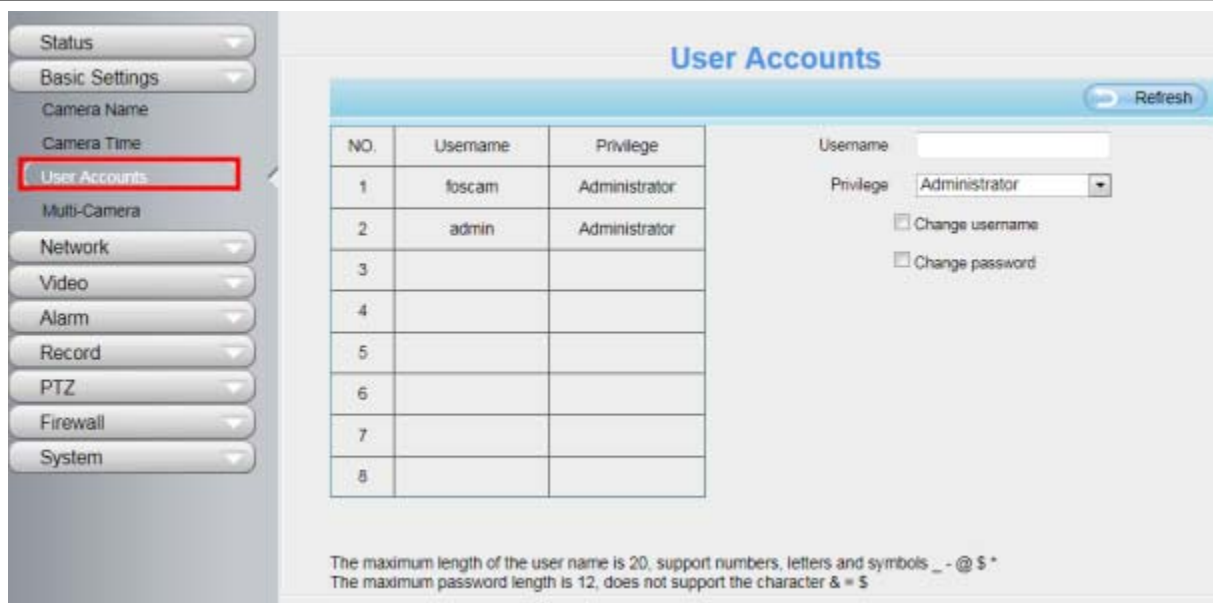 Status
Basic Settings
Camera Name
Camera Time
User Accounts
Multi-Camera
Network
Video
Alarm
Record
PTZ
Firewall
System
User Accounts
Refresh
NO. Username Privilege
1 foscam Administrator
2 admin Administrator
3
4
5
6
7
8
Username
Privilege Administrator
Change username
Change password
The maximum length of the user name is 20, support numbers, letters and symbols _ - @ $ *
The maximum password length is 12, does not support the character & = $